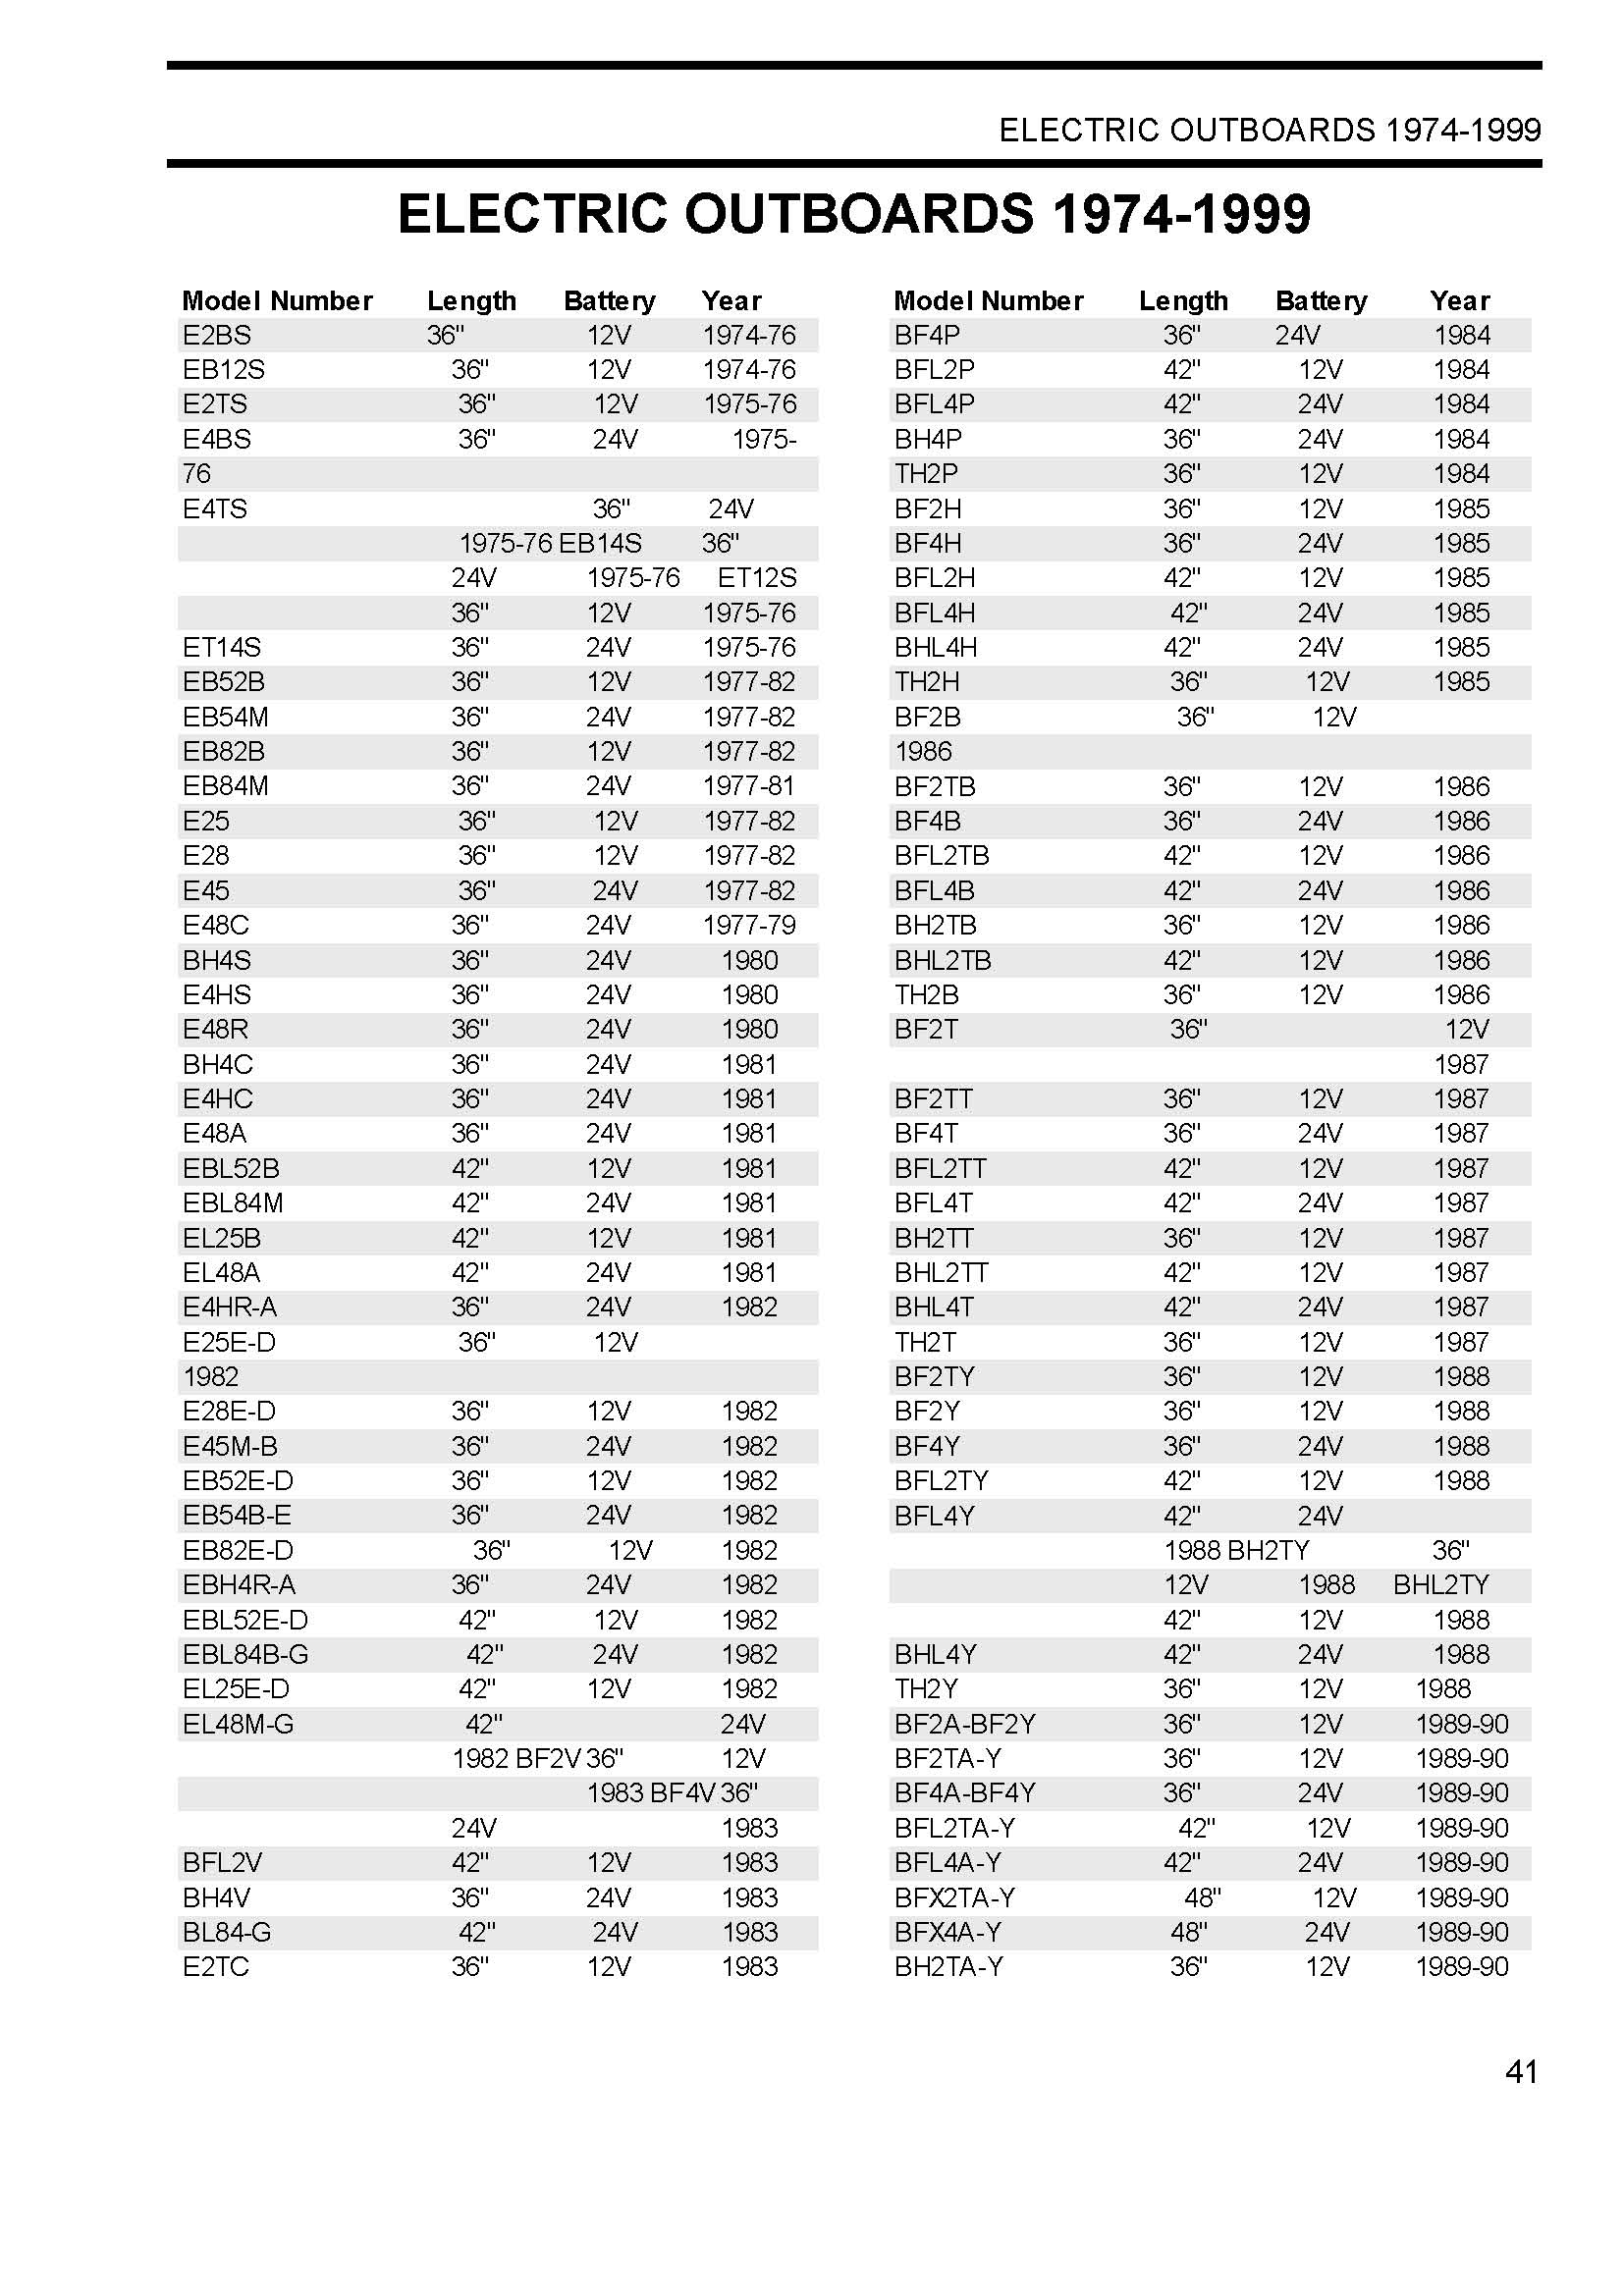 ELECTRIC OUTBOARDS 1974-1999
ELECTRIC OUTBOARDS 1974-1999
Model Number Length Battery Year
E2BS 36" 12V 1974-76
EB12S 36" 12V 1974-76
E2TS 36" 12V 1975-76
E4BS 36" 24V 1975-
76
E4TS 36" 24V
1975-76 EB14S 36"
24V 1975-76 ET12S
36" 12V 1975-76
ET14S 36" 24V 1975-76
EB52B 36" 12V 1977-82
EB54M 36" 24V 1977-82
EB82B 36" 12V 1977-82
EB84M 36" 24V 1977-81
E25 36" 12V 1977-82
E28 36" 12V 1977-82
E45 36" 24V 1977-82
E48C 36" 24V 1977-79
BH4S 36" 24V 1980
E4HS 36" 24V 1980
E48R 36" 24V 1980
BH4C 36" 24V 1981
E4HC 36" 24V 1981
E48A 36" 24V 1981
EBL52B 42" 12V 1981
EBL84M 42" 24V 1981
EL25B 42" 12V 1981
EL48A 42" 24V 1981
E4HR-A 36" 24V 1982
E25E-D 36" 12V
1982
E28E-D 36" 12V 1982
E45M-B 36" 24V 1982
EB52E-D 36" 12V 1982
EB54B-E 36" 24V 1982
EB82E-D 36" 12V 1982
EBH4R-A 36" 24V 1982
EBL52E-D 42" 12V 1982
EBL84B-G 42" 24V 1982
EL25E-D 42" 12V 1982
EL48M-G 42" 24V
1982 BF2V 36" 12V
1983 BF4V 36"
24V 1983
BFL2V 42" 12V 1983
BH4V 36" 24V 1983
BL84-G 42" 24V 1983
E2TC 36" 12V 1983
Model Number Length Battery Year
BF4P 36" 24V 1984
BFL2P 42" 12V 1984
BFL4P 42" 24V 1984
BH4P 36" 24V 1984
TH2P 36" 12V 1984
BF2H 36" 12V 1985
BF4H 36" 24V 1985
BFL2H 42" 12V 1985
BFL4H 42" 24V 1985
BHL4H 42" 24V 1985
TH2H 36" 12V 1985
BF2B 36" 12V
1986
BF2TB 36" 12V 1986
BF4B 36" 24V 1986
BFL2TB 42" 12V 1986
BFL4B 42" 24V 1986
BH2TB 36" 12V 1986
BHL2TB 42" 12V 1986
TH2B 36" 12V 1986
BF2T 36" 12V
1987
BF2TT 36" 12V 1987
BF4T 36" 24V 1987
BFL2TT 42" 12V 1987
BFL4T 42" 24V 1987
BH2TT 36" 12V 1987
BHL2TT 42" 12V 1987
BHL4T 42" 24V 1987
TH2T 36" 12V 1987
BF2TY 36" 12V 1988
BF2Y 36" 12V 1988
BF4Y 36" 24V 1988
BFL2TY 42" 12V 1988
BFL4Y 42" 24V
1988 BH2TY 36"
12V 1988 BHL2TY
42" 12V 1988
BHL4Y 42" 24V 1988
TH2Y 36" 12V 1988
BF2A-BF2Y 36" 12V 1989-90
BF2TA-Y 36" 12V 1989-90
BF4A-BF4Y 36" 24V 1989-90
BFL2TA-Y 42" 12V 1989-90
BFL4A-Y 42" 24V 1989-90
BFX2TA-Y 48" 12V 1989-90
BFX4A-Y 48" 24V 1989-90
BH2TA-Y 36" 12V 1989-90
41